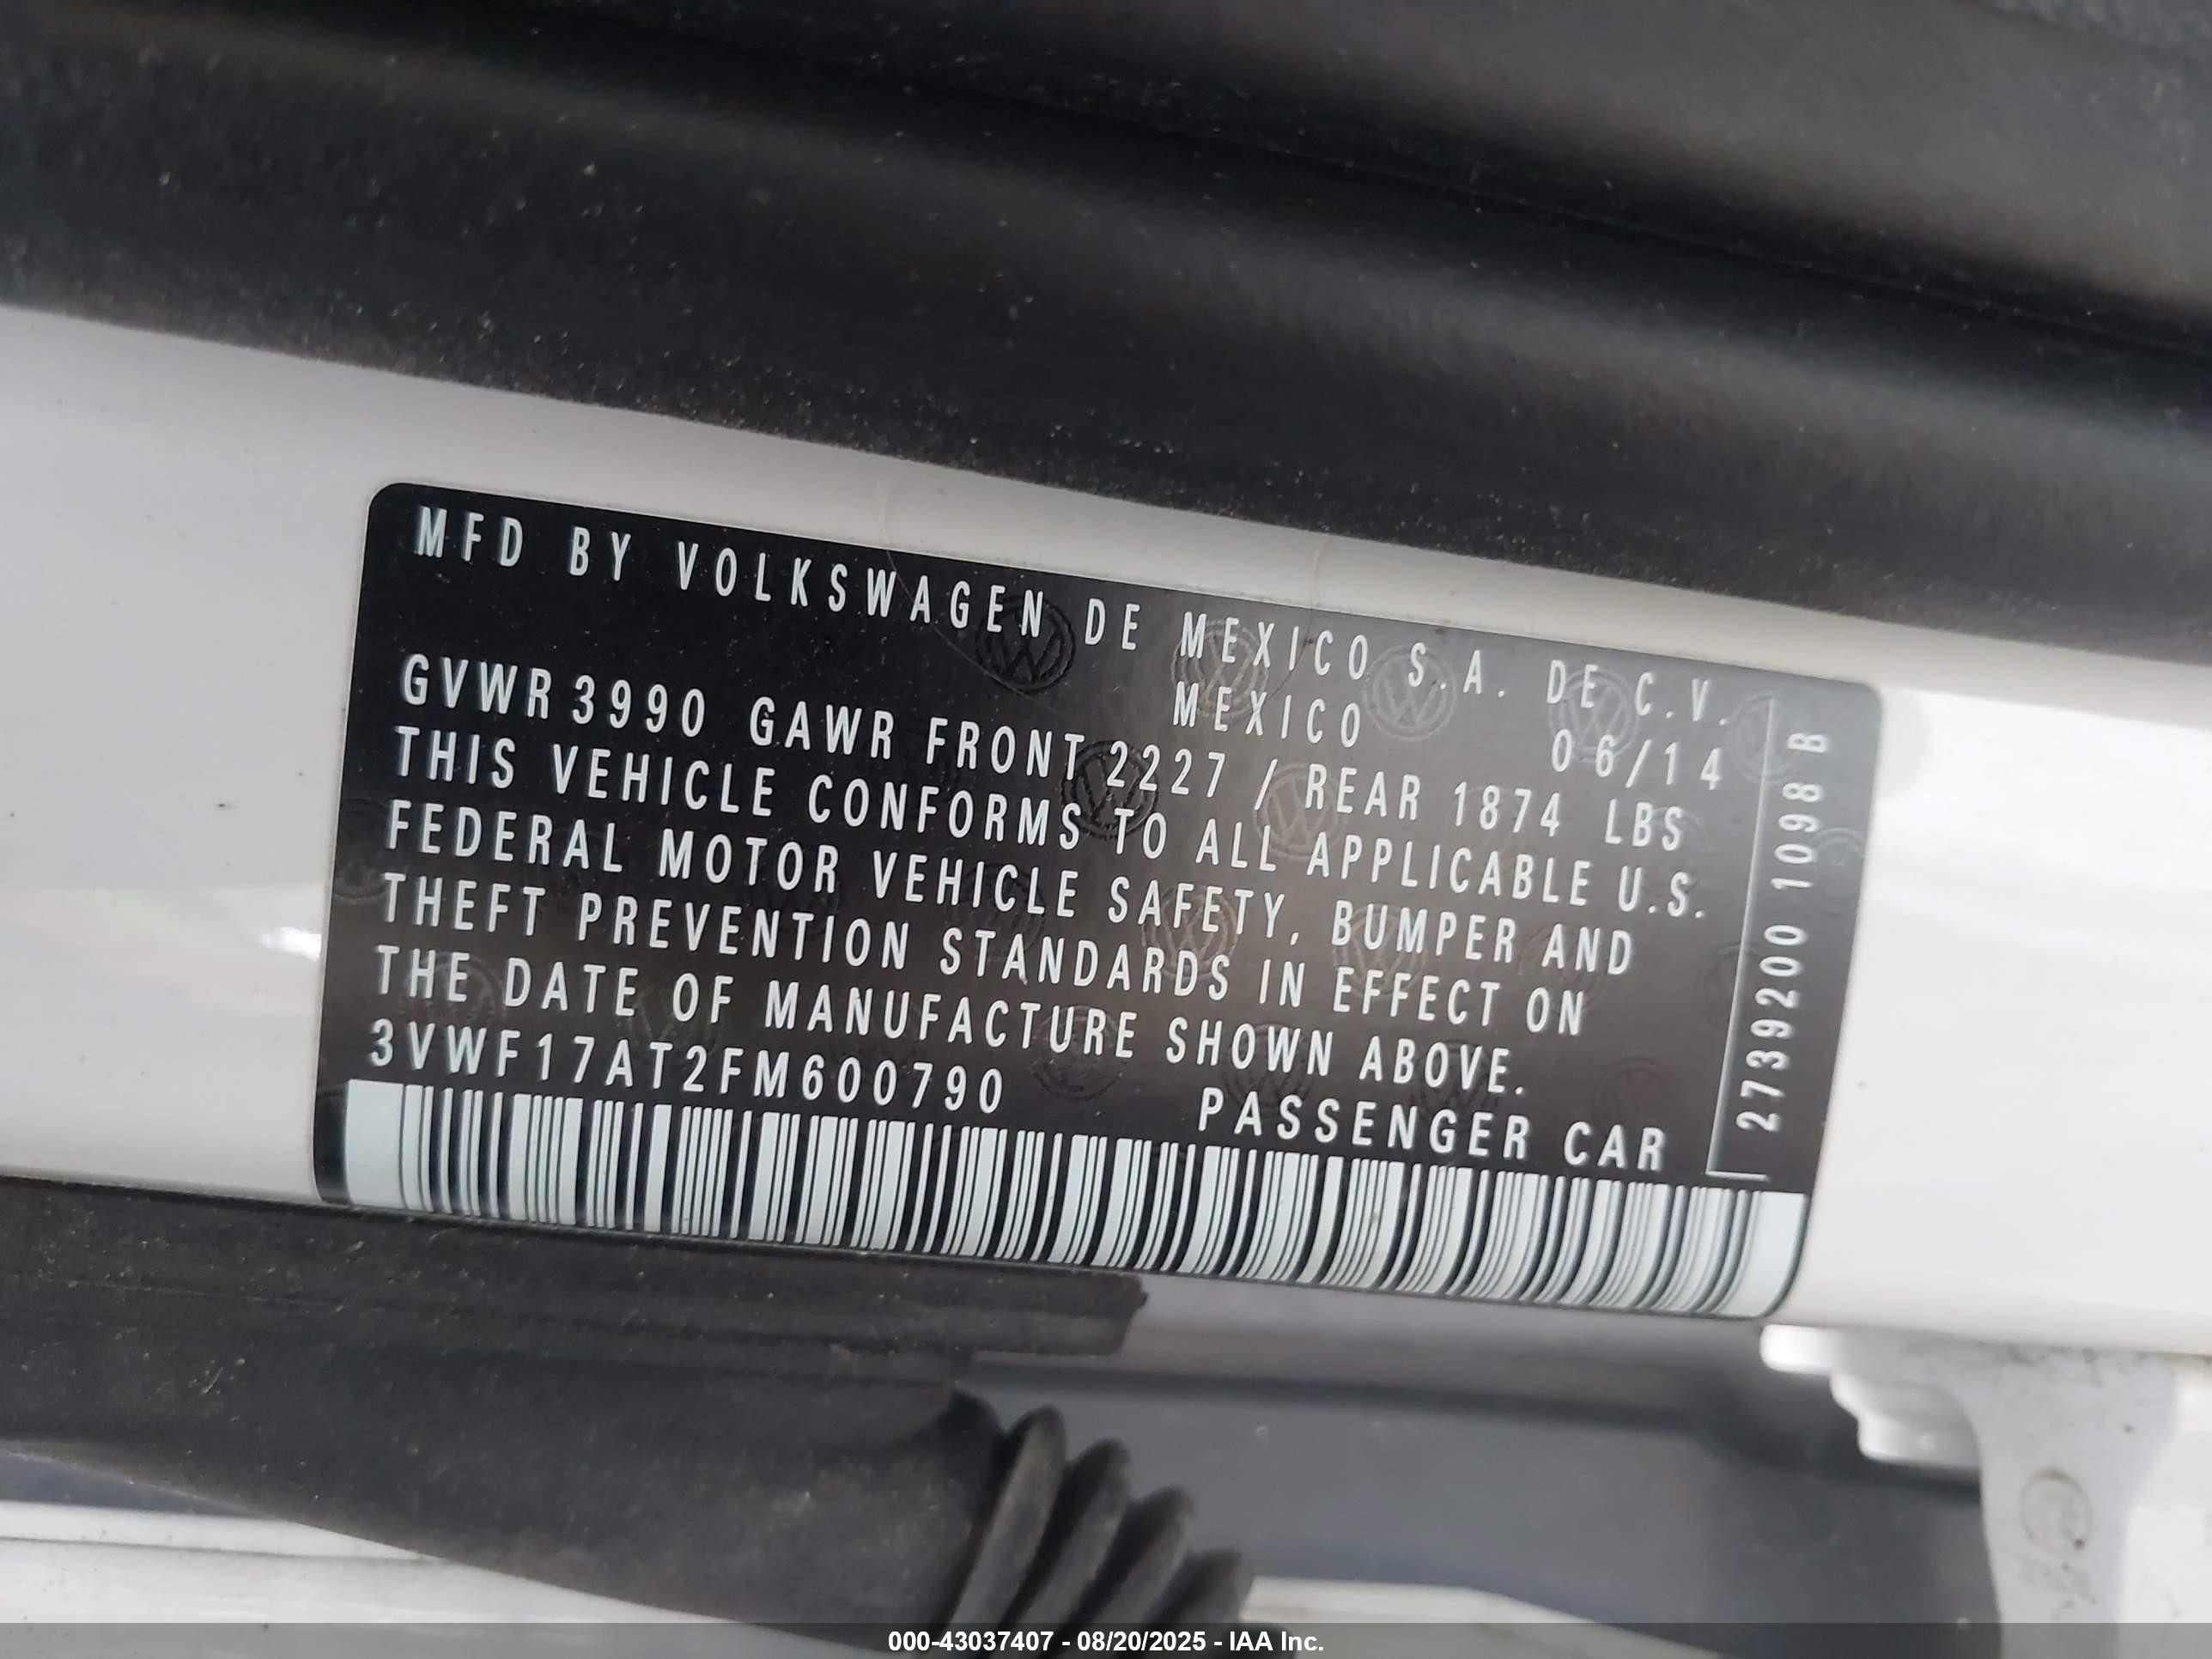 MFD BY VOLKSWAGEN DE MEXICO S.A. DE C.V.
MEXICO 06/14
GVWR 3990 GAWR FRONT 2227 / REAR 1874 LBS
THIS VEHICLE CONFORMS TO ALL APPLICABLE U.S.
FEDERAL MOTOR VEHICLE SAFETY, BUMPER AND
THEFT PREVENTION STANDARDS IN EFFECT ON
THE DATE OF MANUFACTURE SHOWN ABOVE.
3VWF17AT2FM600790 PASSENGER CAR
2739200 1098 B
000-43037407 - 08/20/2025 - IAA Inc.